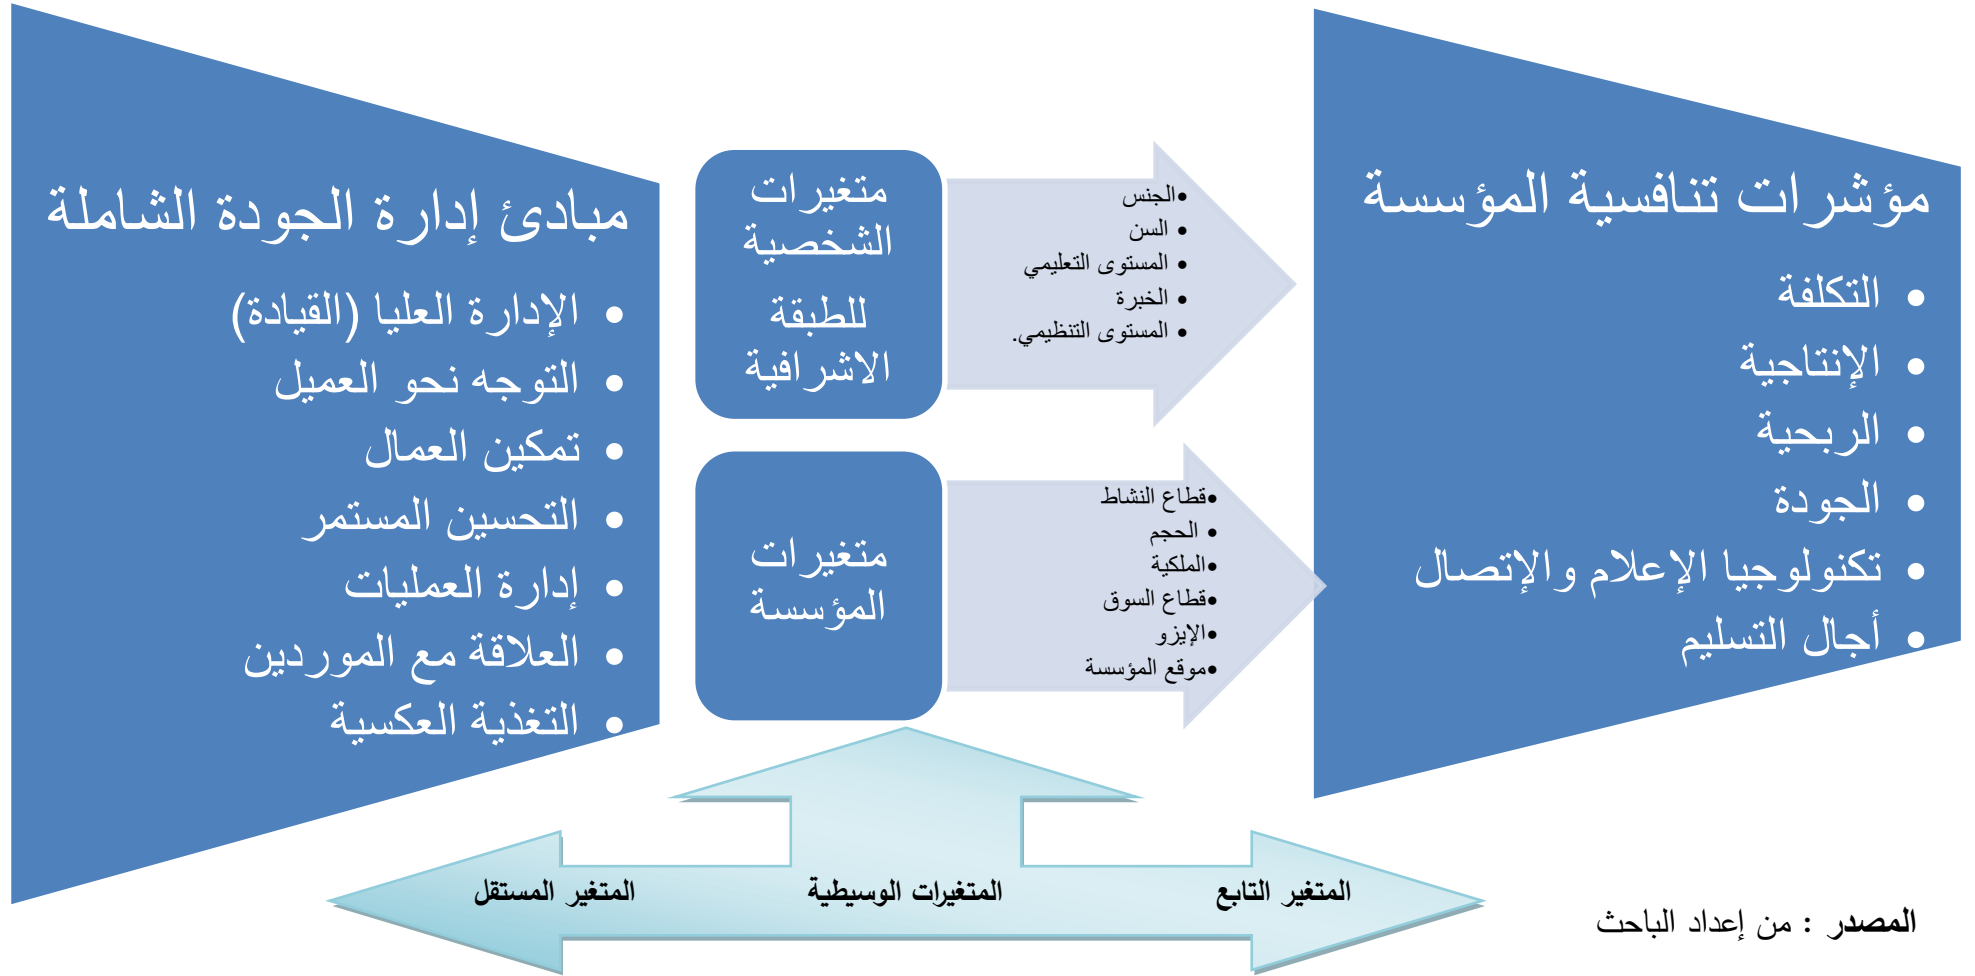 مؤشرات تنافسية المؤسسة
• التكلفة
• الإنتاجية
• الربحية
• الجودة
• تكنولوجيا الإعلام والإتصال
• أجال التسليم
متغيرات
الشخصية
للطبقة
الاشرافية
•الجنس
• السن
• المستوى التعليمي
• الخبرة
• المستوى التنظيمي.
متغيرات
المؤسسة
•قطاع النشاط
• الحجم
•الملكية
•قطاع السوق
•الإيزو
•موقع المؤسسة
مبادئ إدارة الجودة الشاملة
• الإدارة العليا (القيادة)
• التوجه نحو العميل
• تمكين العمال
• التحسين المستمر
• إدارة العمليات
• العلاقة مع الموردين
• التغذية العكسية
المتغير التابع
المتغيرات الوسيطية
المتغير المستقل
المصدر : من إعداد الباحث